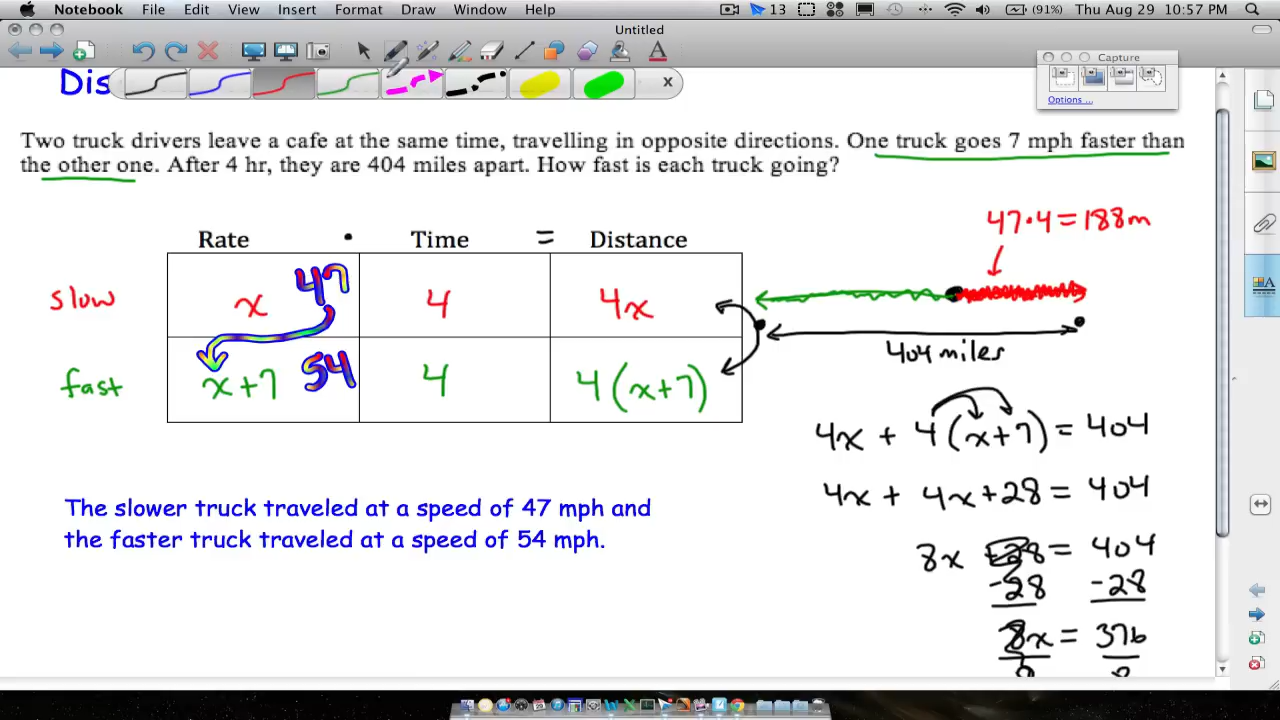 Notebook File Edit View Insert Format Draw Window Help 13 (91%) Thu Aug 29 10:57 PM
Untitled
Capture
Dis
x
Options ...
Two truck drivers leave a cafe at the same time, travelling in opposite directions. One truck goes 7 mph faster than
the other one. After 4 hr, they are 404 miles apart. How fast is each truck going?
Rate • Time = Distance
slow x 47 4 4x
fast x+7 54 4 4(x+7)
47•4=188m
404 miles
4x + 4(x+7)=404
4x + 4x+28=404
8x +28=404
-28 -28
8x = 376
The slower truck traveled at a speed of 47 mph and
the faster truck traveled at a speed of 54 mph.